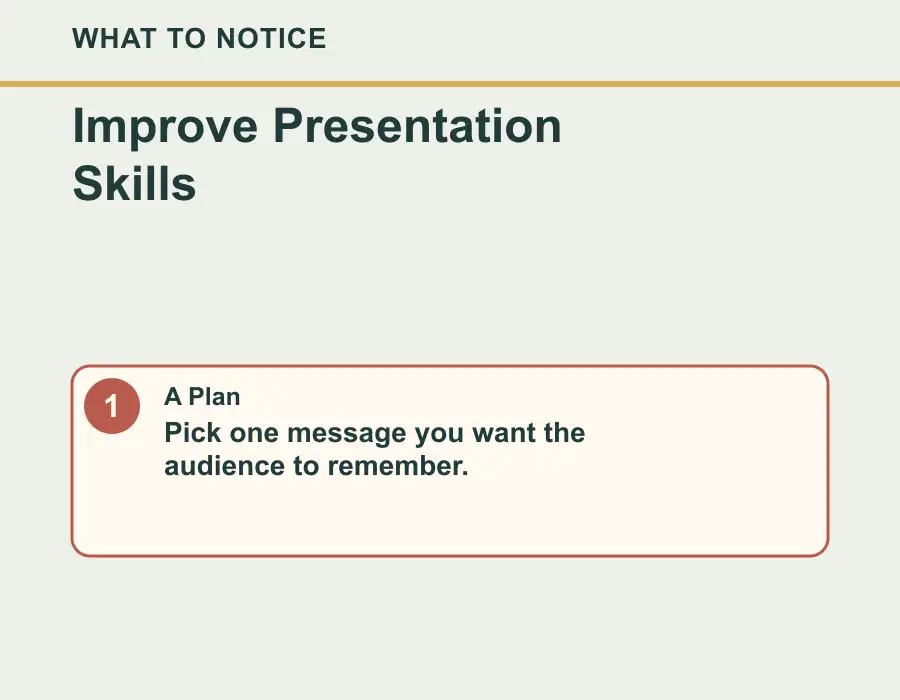 WHAT TO NOTICE
Improve Presentation
Skills
1
A Plan
Pick one message you want the
audience to remember.